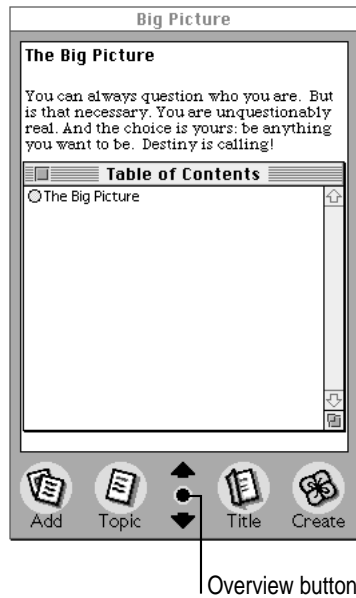 Big Picture
The Big Picture
You can always question who you are. But
is that necessary. You are unquestionably
real. And the choice is yours: be anything
you want to be. Destiny is calling!
Table of Contents
The Big Picture
Add Topic Title Create
Overview button